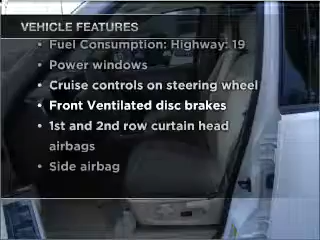 VEHICLE FEATURES
• Fuel Consumption: Highway: 19
• Power windows
• Cruise controls on steering wheel
• Front Ventilated disc brakes
• 1st and 2nd row curtain head
airbags
• Side airbag